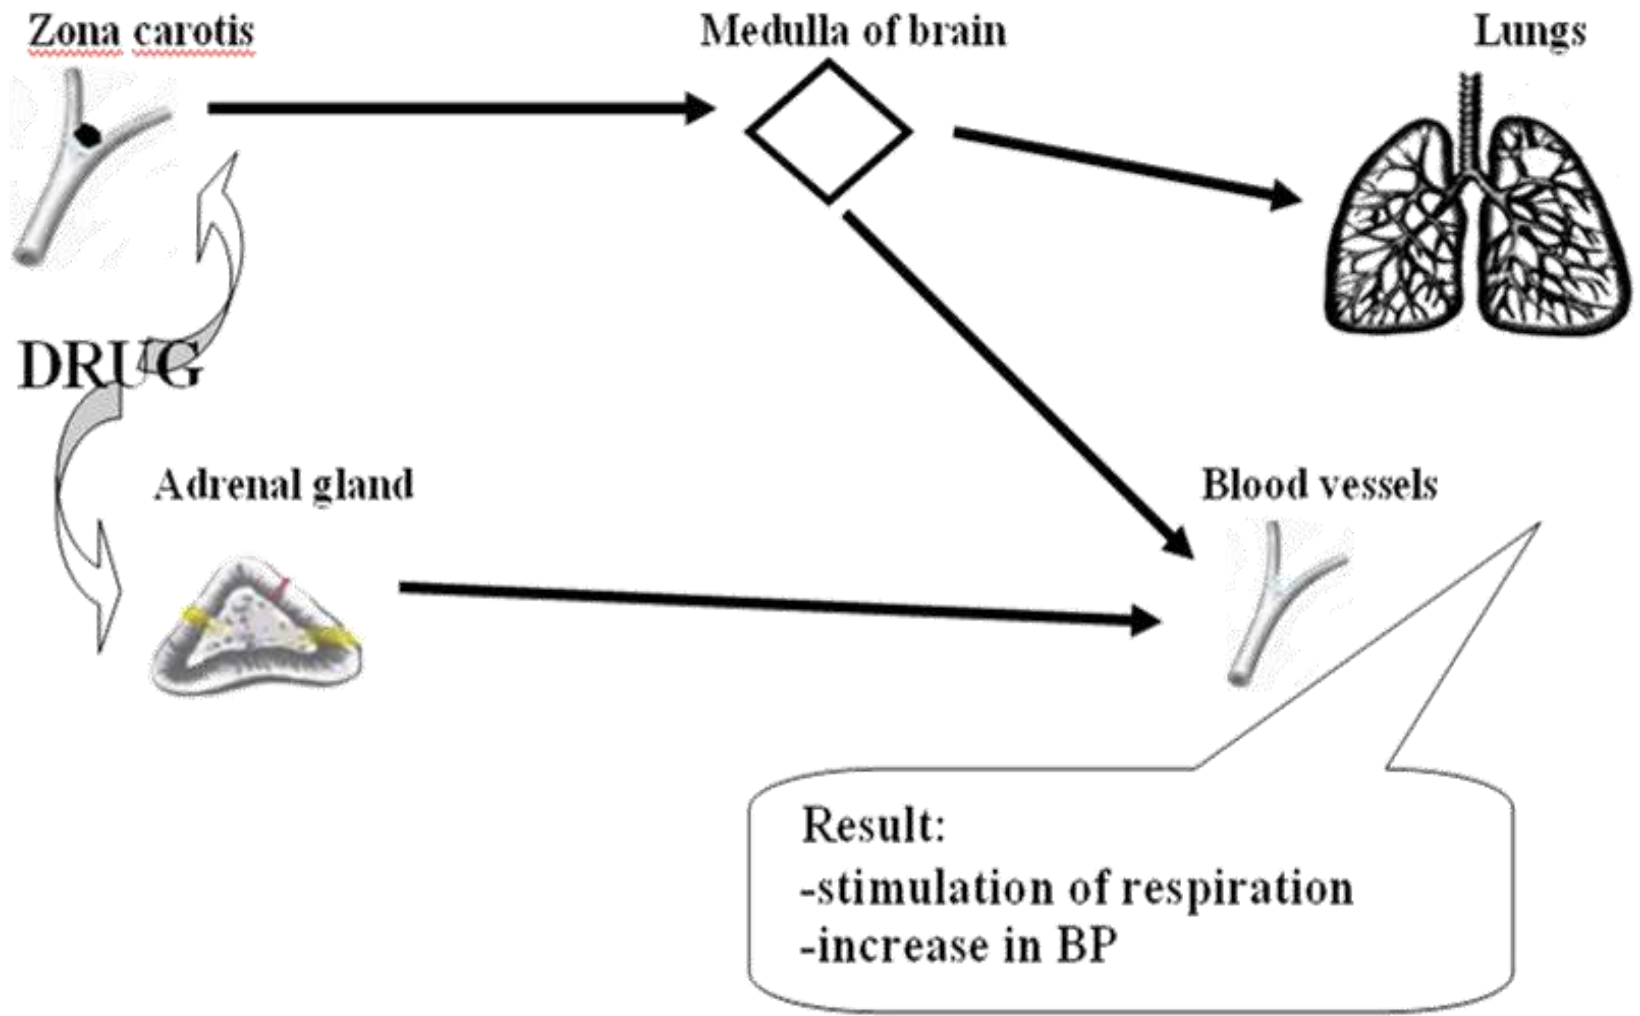 Zona carotis
Medulla of brain
Lungs
DRUG
Adrenal gland
Blood vessels
Result:
-stimulation of respiration
-increase in BP